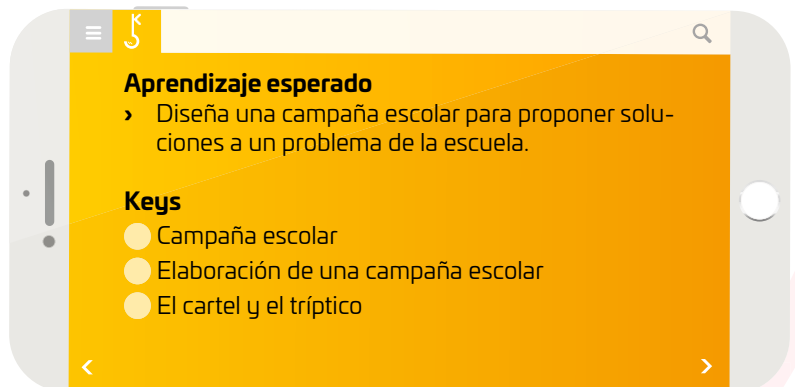 Aprendizaje esperado
› Diseña una campaña escolar para proponer solu-
ciones a un problema de la escuela.
Keys
Campaña escolar
Elaboración de una campaña escolar
El cartel y el tríptico